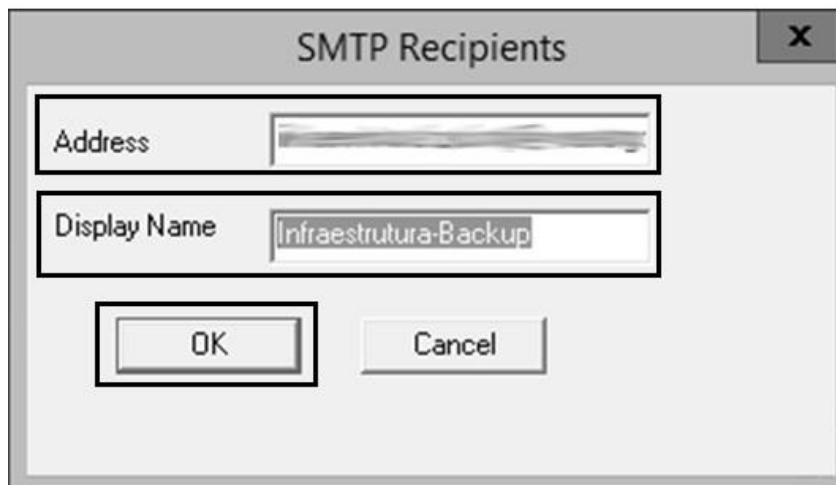 SMTP Recipients
x
Address
Display Name Infraestrutura-Backup
OK Cancel